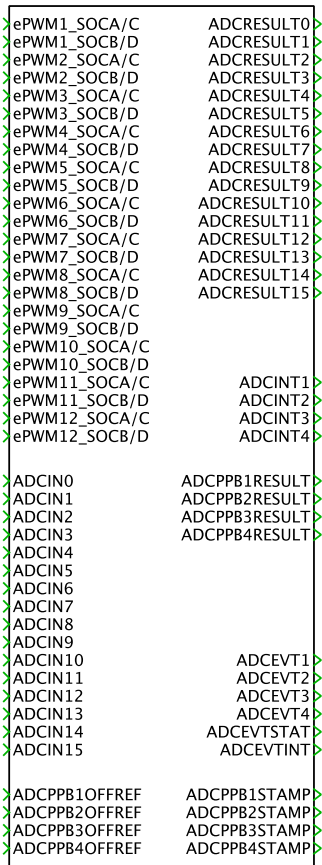 ePWM1_SOCA/C ADCRESULT0
ePWM1_SOCB/D ADCRESULT1
ePWM2_SOCA/C ADCRESULT2
ePWM2_SOCB/D ADCRESULT3
ePWM3_SOCA/C ADCRESULT4
ePWM3_SOCB/D ADCRESULT5
ePWM4_SOCA/C ADCRESULT6
ePWM4_SOCB/D ADCRESULT7
ePWM5_SOCA/C ADCRESULT8
ePWM5_SOCB/D ADCRESULT9
ePWM6_SOCA/C ADCRESULT10
ePWM6_SOCB/D ADCRESULT11
ePWM7_SOCA/C ADCRESULT12
ePWM7_SOCB/D ADCRESULT13
ePWM8_SOCA/C ADCRESULT14
ePWM8_SOCB/D ADCRESULT15
ePWM9_SOCA/C
ePWM9_SOCB/D
ePWM10_SOCA/C
ePWM10_SOCB/D
ePWM11_SOCA/C ADCINT1
ePWM11_SOCB/D ADCINT2
ePWM12_SOCA/C ADCINT3
ePWM12_SOCB/D ADCINT4
ADCIN0 ADCPPB1RESULT
ADCIN1 ADCPPB2RESULT
ADCIN2 ADCPPB3RESULT
ADCIN3 ADCPPB4RESULT
ADCIN4
ADCIN5
ADCIN6
ADCIN7
ADCIN8
ADCIN9
ADCIN10 ADCEVT1
ADCIN11 ADCEVT2
ADCIN12 ADCEVT3
ADCIN13 ADCEVT4
ADCIN14 ADCEVTSTAT
ADCIN15 ADCEVTINT
ADCPPB1OFFREF ADCPPB1STAMP
ADCPPB2OFFREF ADCPPB2STAMP
ADCPPB3OFFREF ADCPPB3STAMP
ADCPPB4OFFREF ADCPPB4STAMP